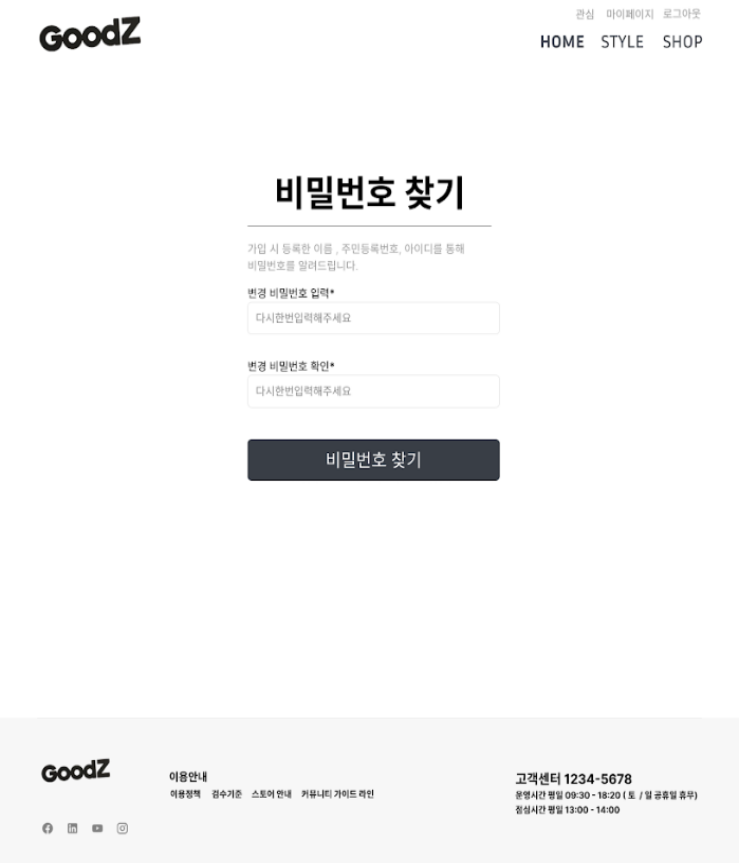 관심 마이페이지 로그아웃
GoodZ
HOME STYLE SHOP
비밀번호 찾기
가입 시 등록한 이름 , 주민등록번호, 아이디를 통해
비밀번호를 알려드립니다.
변경 비밀번호 입력*
다시한번입력해주세요
변경 비밀번호 확인*
다시한번입력해주세요
비밀번호 찾기
GoodZ
이용안내
이용정책 검수기준 스토어 안내 커뮤니티 가이드 라인
고객센터 1234-5678
운영시간 평일 09:30 - 18:20 ( 토 / 일 공휴일 휴무)
점심시간 평일 13:00 - 14:00